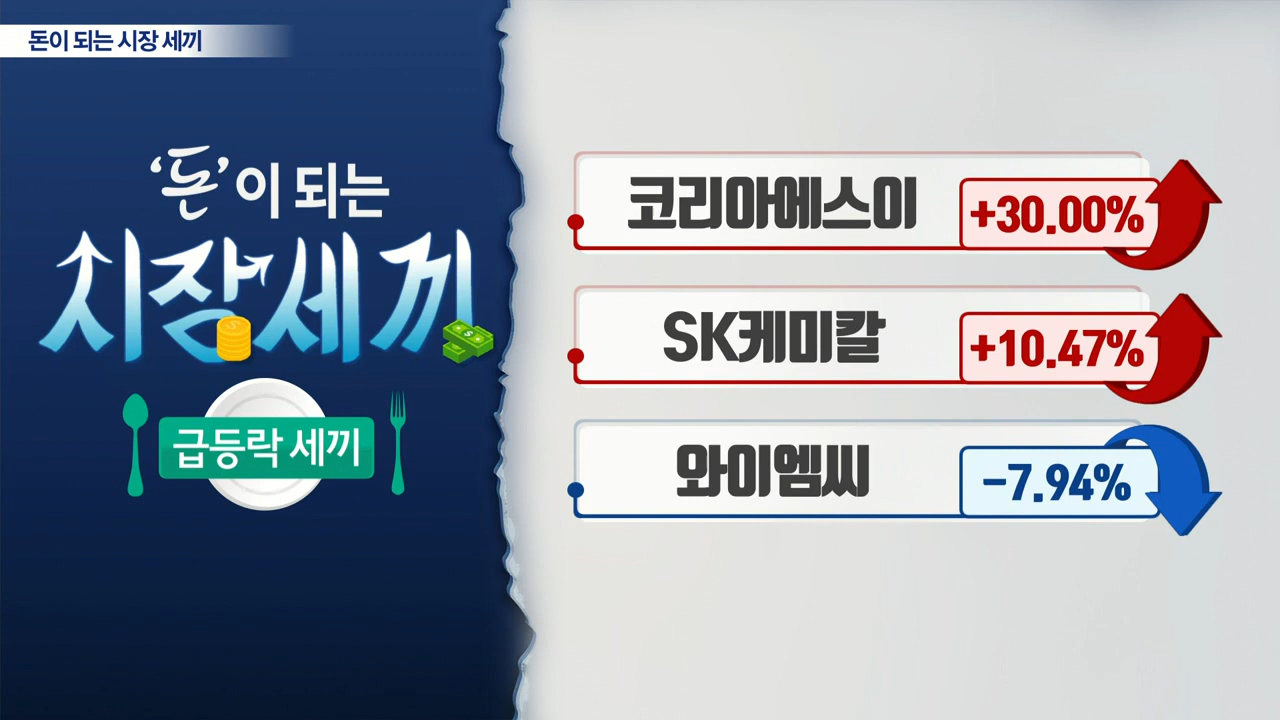 돈이 되는 시장 세끼
‘돈’이 되는
시장세끼
급등락 세끼
코리아에스이
+30.00%
SK케미칼
+10.47%
와이엠씨
-7.94%